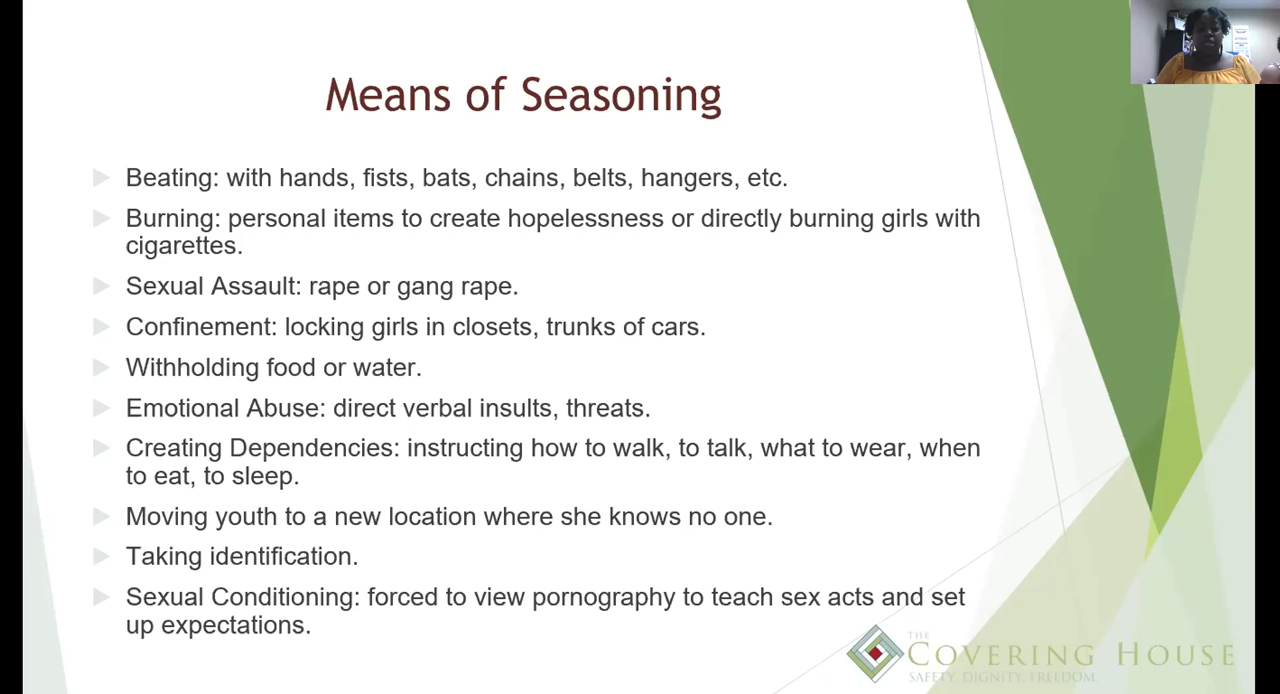 Means of Seasoning
Beating: with hands, fists, bats, chains, belts, hangers, etc.
Burning: personal items to create hopelessness or directly burning girls with
cigarettes.
Sexual Assault: rape or gang rape.
Confinement: locking girls in closets, trunks of cars.
Withholding food or water.
Emotional Abuse: direct verbal insults, threats.
Creating Dependencies: instructing how to walk, to talk, what to wear, when
to eat, to sleep.
Moving youth to a new location where she knows no one.
Taking identification.
Sexual Conditioning: forced to view pornography to teach sex acts and set
up expectations.
THE
COVERING HOUSE
SAFETY. DIGNITY. FREEDOM.